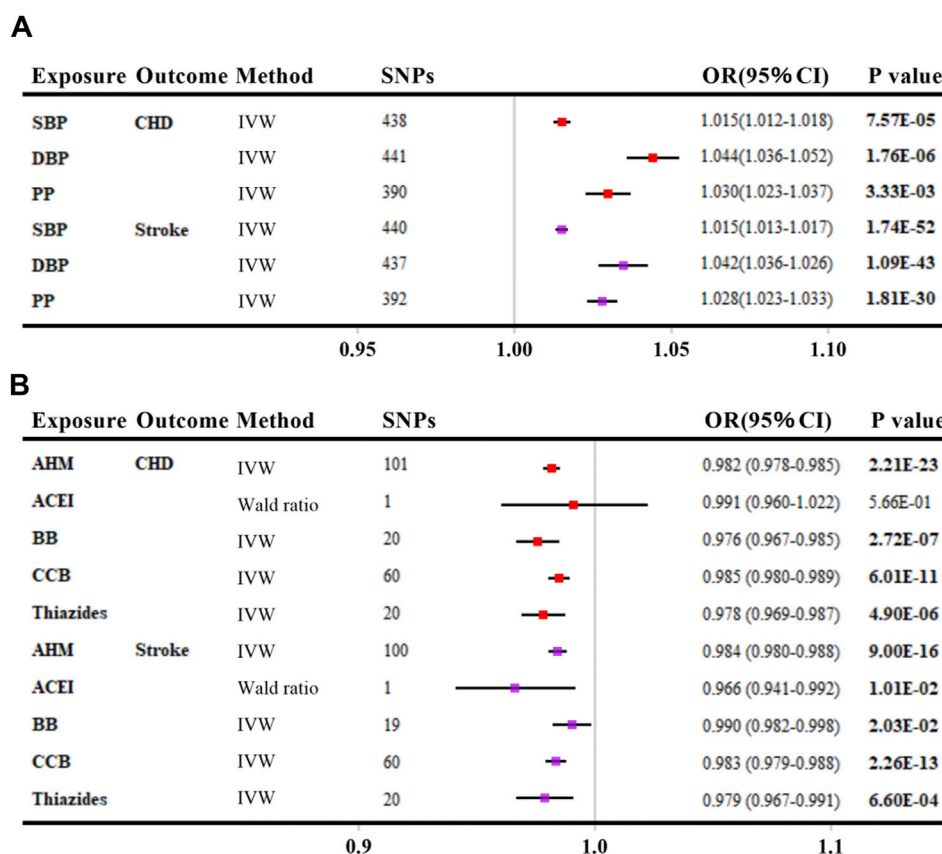 A
Exposure Outcome Method SNPs OR(95% CI) P value
SBP CHD IVW 438 1.015(1.012-1.018) 7.57E-05
DBP IVW 441 1.044(1.036-1.052) 1.76E-06
PP IVW 390 1.030(1.023-1.037) 3.33E-03
SBP Stroke IVW 440 1.015(1.013-1.017) 1.74E-52
DBP IVW 437 1.042(1.036-1.026) 1.09E-43
PP IVW 392 1.028(1.023-1.033) 1.81E-30
0.95 1.00 1.05 1.10
B
Exposure Outcome Method SNPs OR(95% CI) P value
AHM CHD IVW 101 0.982 (0.978-0.985) 2.21E-23
ACEI Wald ratio 1 0.991 (0.960-1.022) 5.66E-01
BB IVW 20 0.976 (0.967-0.985) 2.72E-07
CCB IVW 60 0.985 (0.980-0.989) 6.01E-11
Thiazides IVW 20 0.978 (0.969-0.987) 4.90E-06
AHM Stroke IVW 100 0.984 (0.980-0.988) 9.00E-16
ACEI Wald ratio 1 0.966 (0.941-0.992) 1.01E-02
BB IVW 19 0.990 (0.982-0.998) 2.03E-02
CCB IVW 60 0.983 (0.979-0.988) 2.26E-13
Thiazides IVW 20 0.979 (0.967-0.991) 6.60E-04
0.9 1.0 1.1